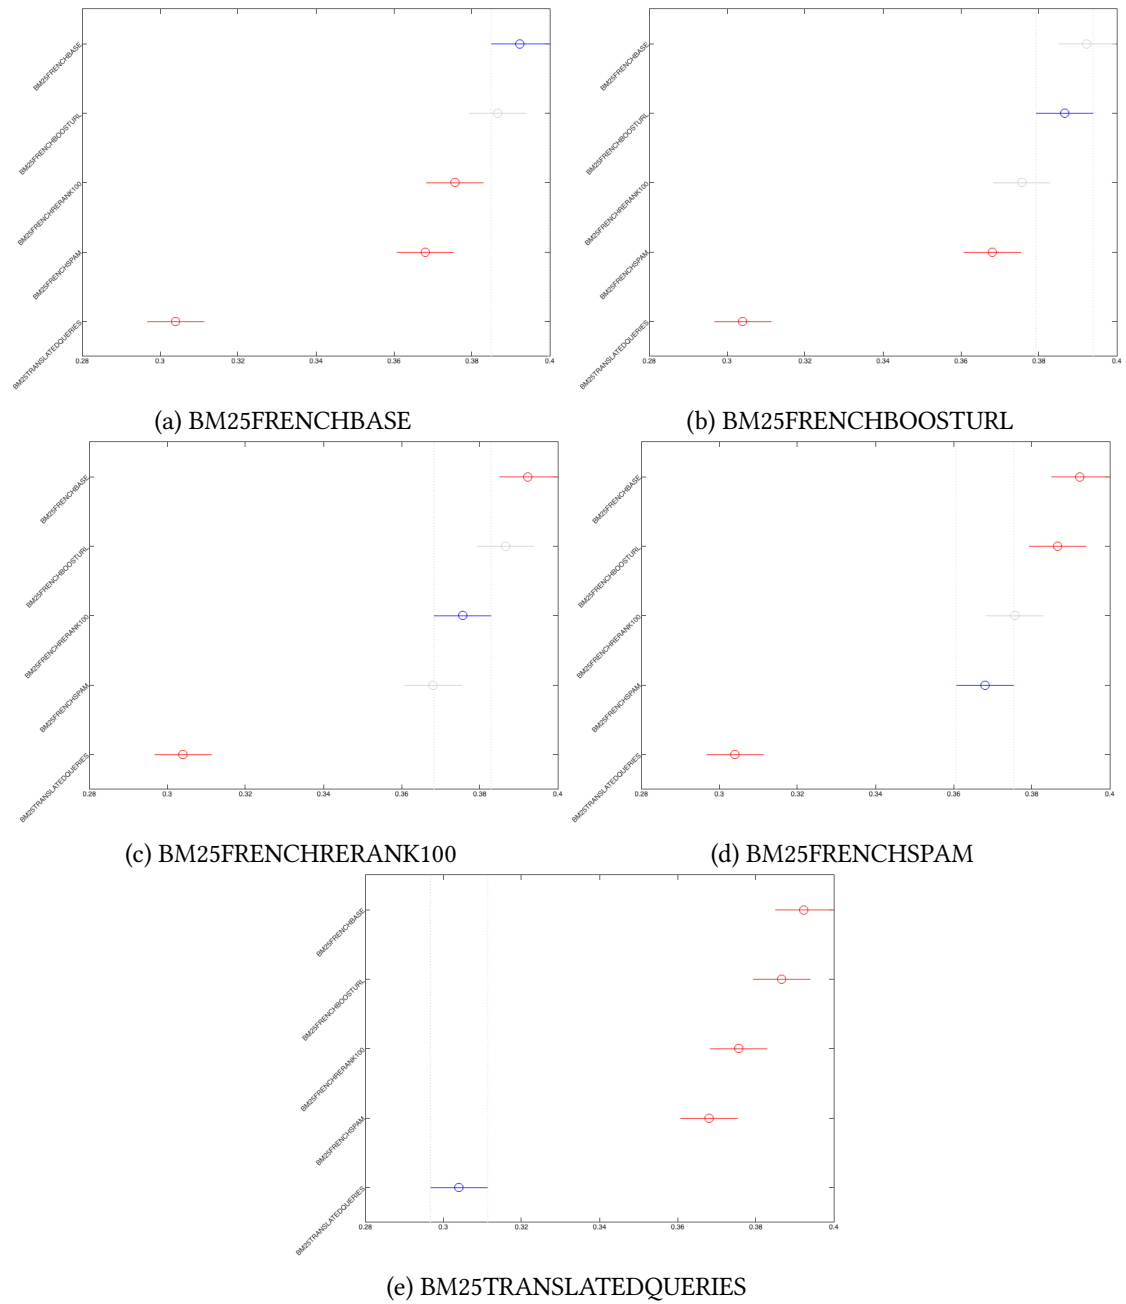 BM25FRENCHBASE
BM25FRENCHBOOSTURL
BM25FRENCHRERANK100
BM25FRENCHSPAM
BM25TRANSLATEDQUERIES
0.28 0.3 0.32 0.34 0.36 0.38 0.4
(a) BM25FRENCHBASE
BM25FRENCHBASE
BM25FRENCHBOOSTURL
BM25FRENCHRERANK100
BM25FRENCHSPAM
BM25TRANSLATEDQUERIES
0.28 0.3 0.32 0.34 0.36 0.38 0.4
(b) BM25FRENCHBOOSTURL
BM25FRENCHBASE
BM25FRENCHBOOSTURL
BM25FRENCHRERANK100
BM25FRENCHSPAM
BM25TRANSLATEDQUERIES
0.28 0.3 0.32 0.34 0.36 0.38 0.4
(c) BM25FRENCHRERANK100
BM25FRENCHBASE
BM25FRENCHBOOSTURL
BM25FRENCHRERANK100
BM25FRENCHSPAM
BM25TRANSLATEDQUERIES
0.28 0.3 0.32 0.34 0.36 0.38 0.4
(d) BM25FRENCHSPAM
BM25FRENCHBASE
BM25FRENCHBOOSTURL
BM25FRENCHRERANK100
BM25FRENCHSPAM
BM25TRANSLATEDQUERIES
0.28 0.3 0.32 0.34 0.36 0.38 0.4
(e) BM25TRANSLATEDQUERIES